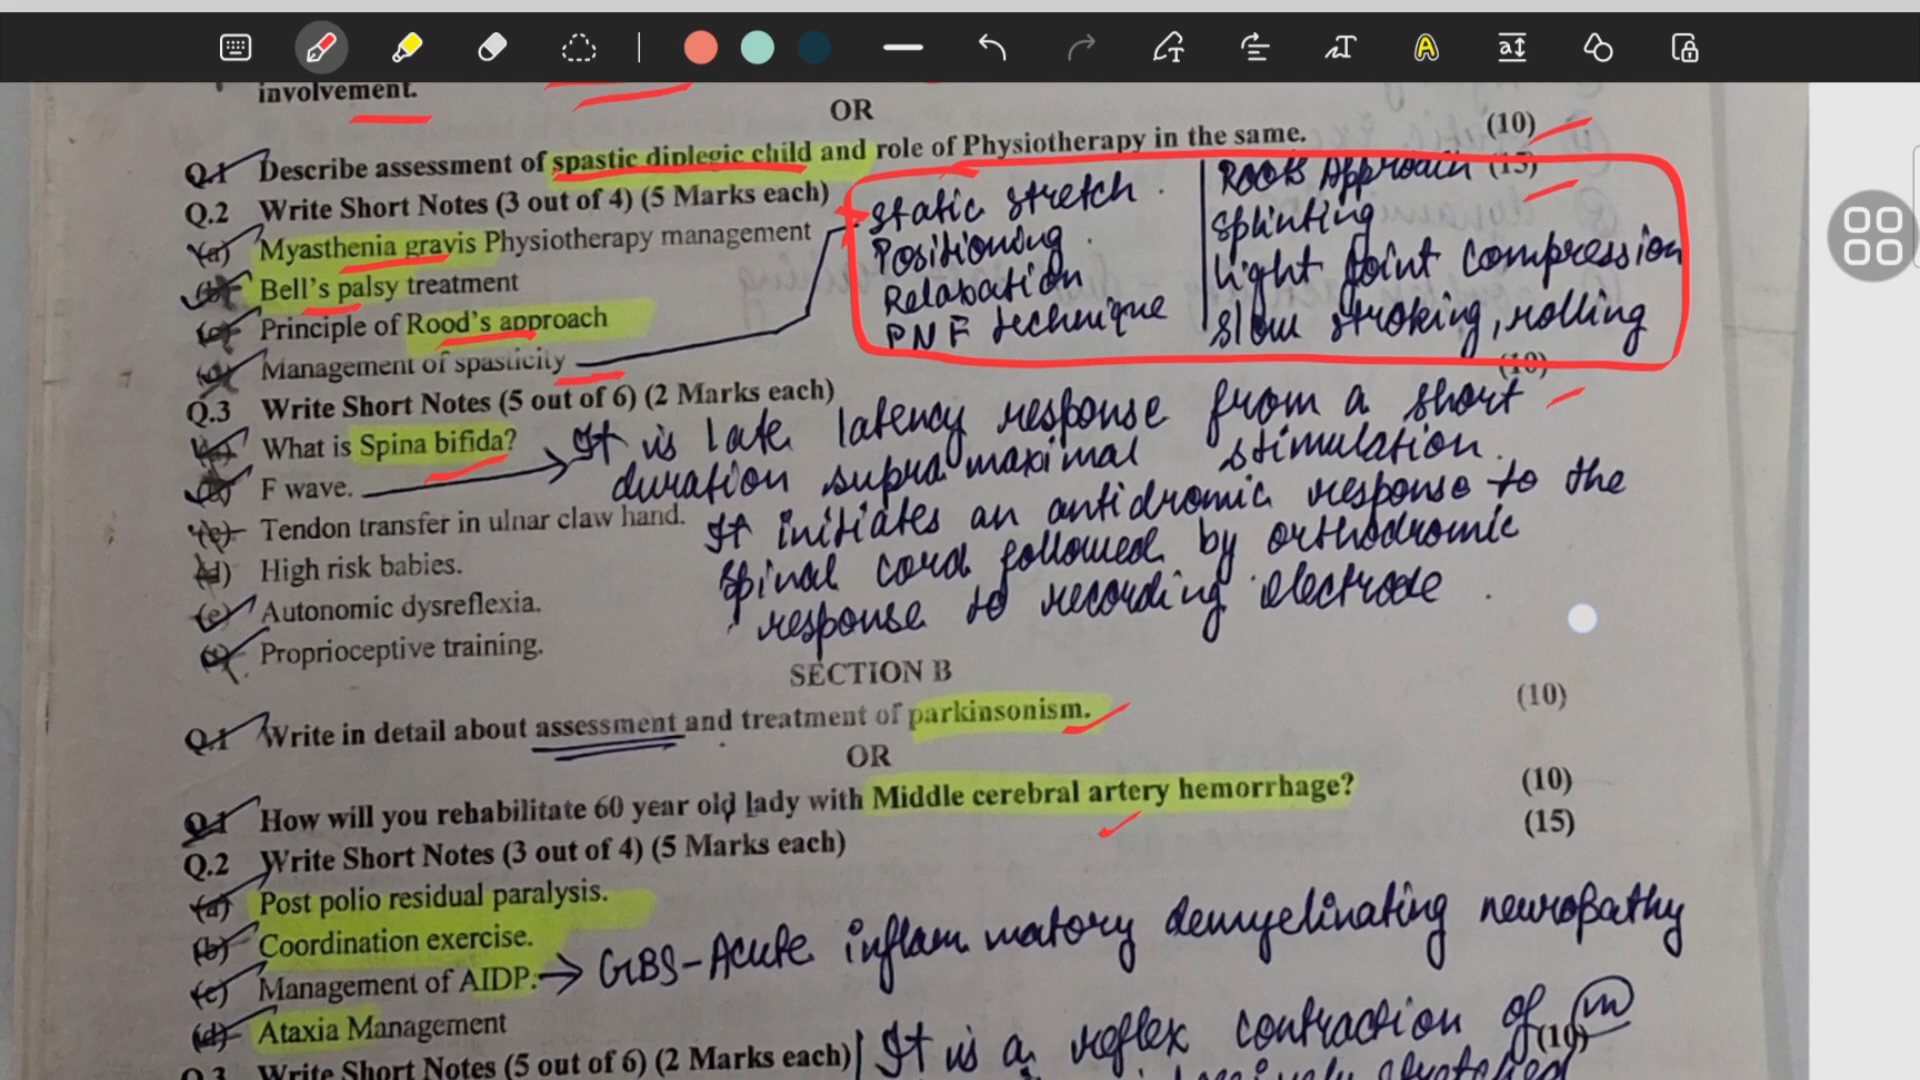 involvement.
OR
Q.1 Describe assessment of spastic diplegic child and role of Physiotherapy in the same. (10)
Q.2 Write Short Notes (3 out of 4) (5 Marks each) (15)
(a) Myasthenia gravis Physiotherapy management
(b) Bell's palsy treatment
(c) Principle of Rood's approach
(d) Management of spasticity
static stretch
Positioning
Relaxation
PNF technique
Roods Approach
splinting
light joint compression
slow stroking, rolling
Q.3 Write Short Notes (5 out of 6) (2 Marks each) (10)
(a) What is Spina bifida?
(b) F wave.
It is late latency response from a short
duration supramaximal stimulation.
It initiates an antidromic response to the
spinal cord followed by orthodromic
response to recording electrode.
(c) Tendon transfer in ulnar claw hand.
(d) High risk babies.
(e) Autonomic dysreflexia.
(f) Proprioceptive training.
SECTION B
Q.1 Write in detail about assessment and treatment of parkinsonism. (10)
OR
Q.1 How will you rehabilitate 60 year old lady with Middle cerebral artery hemorrhage? (10)
Q.2 Write Short Notes (3 out of 4) (5 Marks each) (15)
(a) Post polio residual paralysis.
(b) Coordination exercise.
(c) Management of AIDP. → GBS-Acute inflammatory demyelinating neuropathy
(d) Ataxia Management
Q.3 Write Short Notes (5 out of 6) (2 Marks each) (10)
It is a reflex contraction of m
stretched